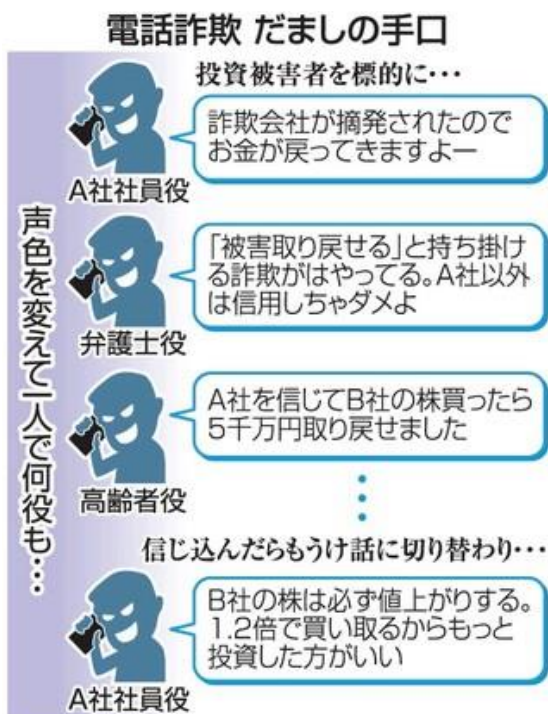 電話詐欺 だましの手口
投資被害者を標的に･･･
詐欺会社が摘発されたので
お金が戻ってきますよー
A社社員役
「被害取り戻せる」と持ち掛け
る詐欺がはやってる。A社以外
は信用しちゃダメよ
弁護士役
A社を信じてB社の株買ったら
5千万円取り戻せました
高齢者役
信じ込んだらもうけ話に切り替わり･･･
B社の株は必ず値上がりする。
1.2倍で買い取るからもっと
投資した方がいい
A社社員役
声色を変えて一人で何役も･･･